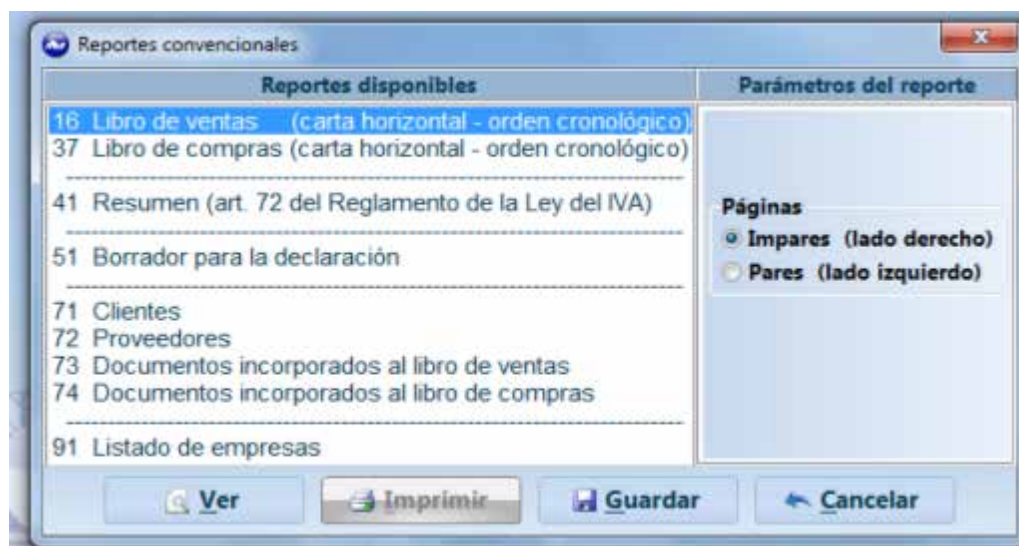 Reportes convencionales
Reportes disponibles
16 Libro de ventas (carta horizontal - orden cronológico)
37 Libro de compras (carta horizontal - orden cronológico)
41 Resumen (art. 72 del Reglamento de la Ley del IVA)
51 Borrador para la declaración
71 Clientes
72 Proveedores
73 Documentos incorporados al libro de ventas
74 Documentos incorporados al libro de compras
91 Listado de empresas
Parámetros del reporte
Páginas
Impares (lado derecho)
Pares (lado izquierdo)
Ver
Imprimir
Guardar
Cancelar